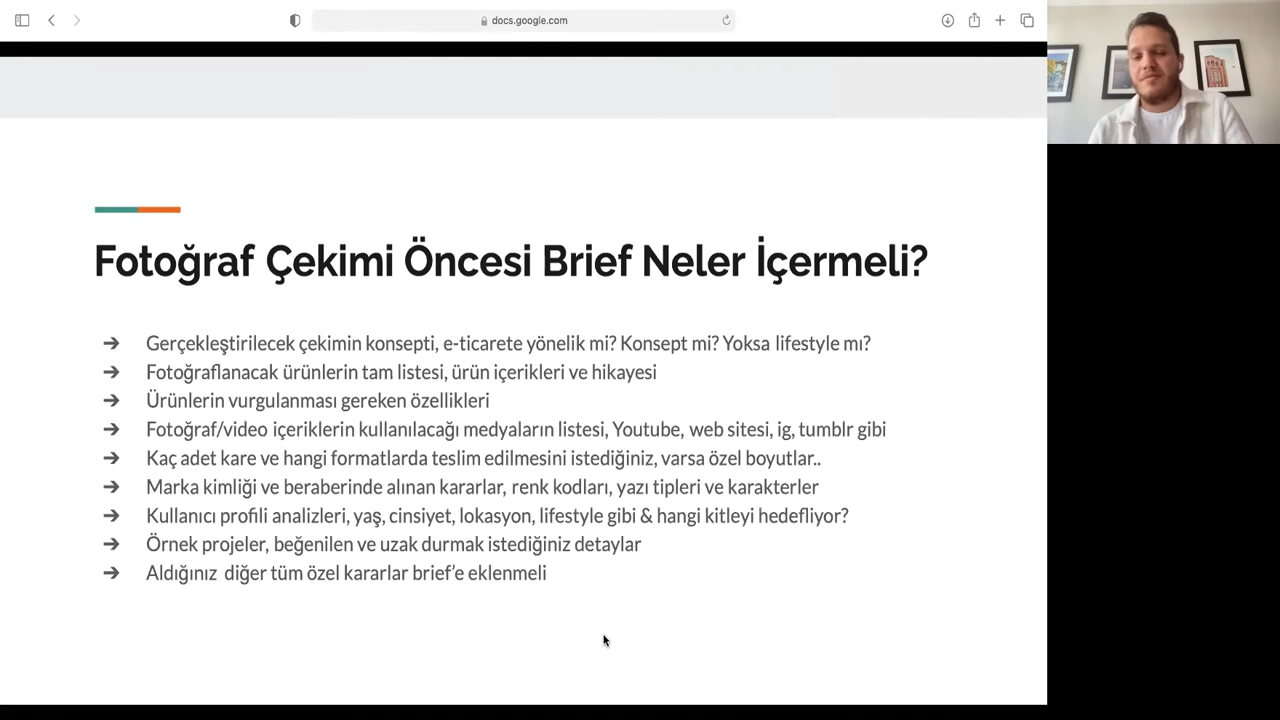 docs.google.com
Fotoğraf Çekimi Öncesi Brief Neler İçermeli?
➔ Gerçekleştirilecek çekimin konsepti, e-ticarete yönelik mi? Konsept mi? Yoksa lifestyle mı?
➔ Fotoğraflanacak ürünlerin tam listesi, ürün içerikleri ve hikayesi
➔ Ürünlerin vurgulanması gereken özellikleri
➔ Fotoğraf/video içeriklerin kullanılacağı medyaların listesi, Youtube, web sitesi, ig, tumblr gibi
➔ Kaç adet kare ve hangi formatlarda teslim edilmesini istediğiniz, varsa özel boyutlar..
➔ Marka kimliği ve beraberinde alınan kararlar, renk kodları, yazı tipleri ve karakterler
➔ Kullanıcı profili analizleri, yaş, cinsiyet, lokasyon, lifestyle gibi & hangi kitleyi hedefliyor?
➔ Örnek projeler, beğenilen ve uzak durmak istediğiniz detaylar
➔ Aldığınız diğer tüm özel kararlar brief’e eklenmeli